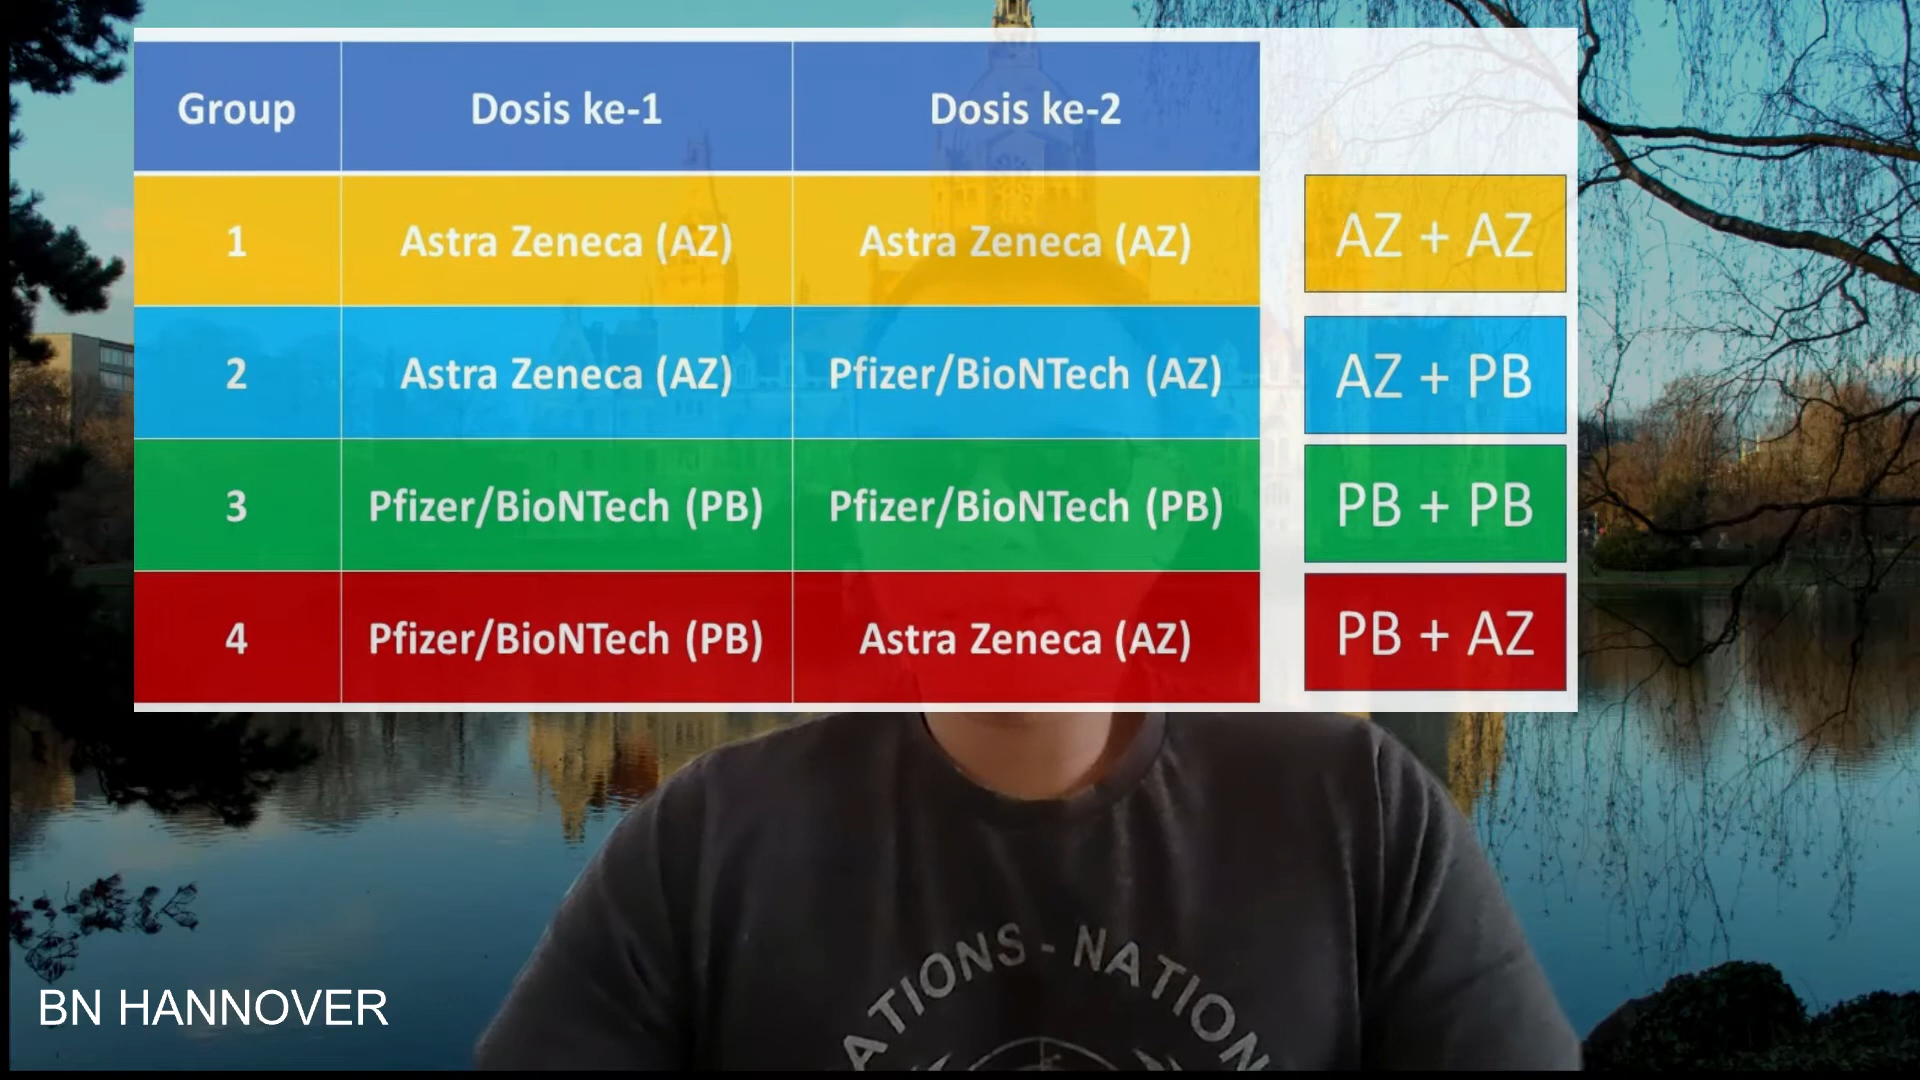 Group Dosis ke-1 Dosis ke-2
1 Astra Zeneca (AZ) Astra Zeneca (AZ) AZ + AZ
2 Astra Zeneca (AZ) Pfizer/BioNTech (AZ) AZ + PB
3 Pfizer/BioNTech (PB) Pfizer/BioNTech (PB) PB + PB
4 Pfizer/BioNTech (PB) Astra Zeneca (AZ) PB + AZ
ATIONS - NATION
BN HANNOVER